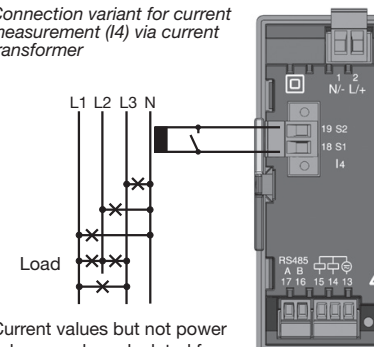 Connection variant for current
measurement (I4) via current
transformer
L1 L2 L3 N
Load
1 2
N/- L/+
19 S2
18 S1
I4
RS485
A B
17 16 15 14 13
Current values but not power